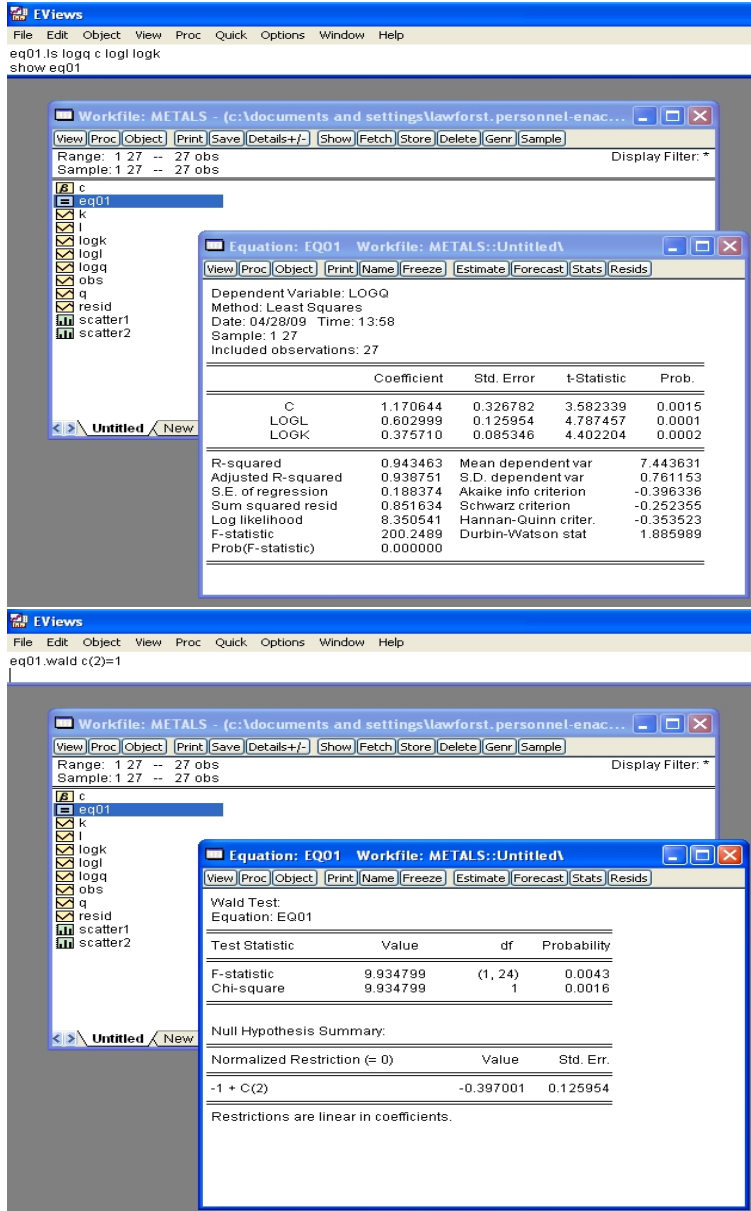 EViews
File Edit Object View Proc Quick Options Window Help
eq01.ls logq c logl logk
show eq01
Workfile: METALS - (c:\documents and settings\lawforst.personnel-enac...
View Proc Object Print Save Details+/- Show Fetch Store Delete Genr Sample
Range: 1 27 -- 27 obs Display Filter: *
Sample: 1 27 -- 27 obs
c
eq01
k
l
logk
logl
logq
obs
q
resid
scatter1
scatter2
Untitled New
Equation: EQ01 Workfile: METALS::Untitled\
View Proc Object Print Name Freeze Estimate Forecast Stats Resids
Dependent Variable: LOGQ
Method: Least Squares
Date: 04/28/09 Time: 13:58
Sample: 1 27
Included observations: 27
Coefficient Std. Error t-Statistic Prob.
C 1.170644 0.326782 3.582339 0.0015
LOGL 0.602999 0.125954 4.787457 0.0001
LOGK 0.375710 0.085346 4.402204 0.0002
R-squared 0.943463 Mean dependent var 7.443631
Adjusted R-squared 0.938751 S.D. dependent var 0.761153
S.E. of regression 0.188374 Akaike info criterion -0.396336
Sum squared resid 0.851634 Schwarz criterion -0.252355
Log likelihood 8.350541 Hannan-Quinn criter. -0.353523
F-statistic 200.2489 Durbin-Watson stat 1.885989
Prob(F-statistic) 0.000000
EViews
File Edit Object View Proc Quick Options Window Help
eq01.wald c(2)=1
Workfile: METALS - (c:\documents and settings\lawforst.personnel-enac...
View Proc Object Print Save Details+/- Show Fetch Store Delete Genr Sample
Range: 1 27 -- 27 obs Display Filter: *
Sample: 1 27 -- 27 obs
c
eq01
k
l
logk
logl
logq
obs
q
resid
scatter1
scatter2
Untitled New
Equation: EQ01 Workfile: METALS::Untitled\
View Proc Object Print Name Freeze Estimate Forecast Stats Resids
Wald Test:
Equation: EQ01
Test Statistic Value df Probability
F-statistic 9.934799 (1, 24) 0.0043
Chi-square 9.934799 1 0.0016
Null Hypothesis Summary:
Normalized Restriction (= 0) Value Std. Err.
-1 + C(2) -0.397001 0.125954
Restrictions are linear in coefficients.